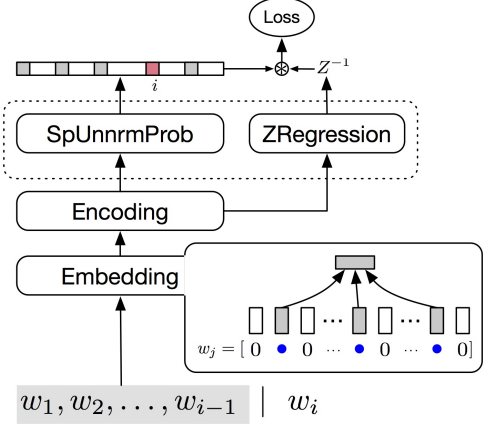 Loss
Z⁻¹
i
SpUnnrmProb ZRegression
Encoding
Embedding
w_j = [ 0 • 0 ... • 0 ... • 0 ]
w_1, w_2, . . . , w_{i−1} | w_i